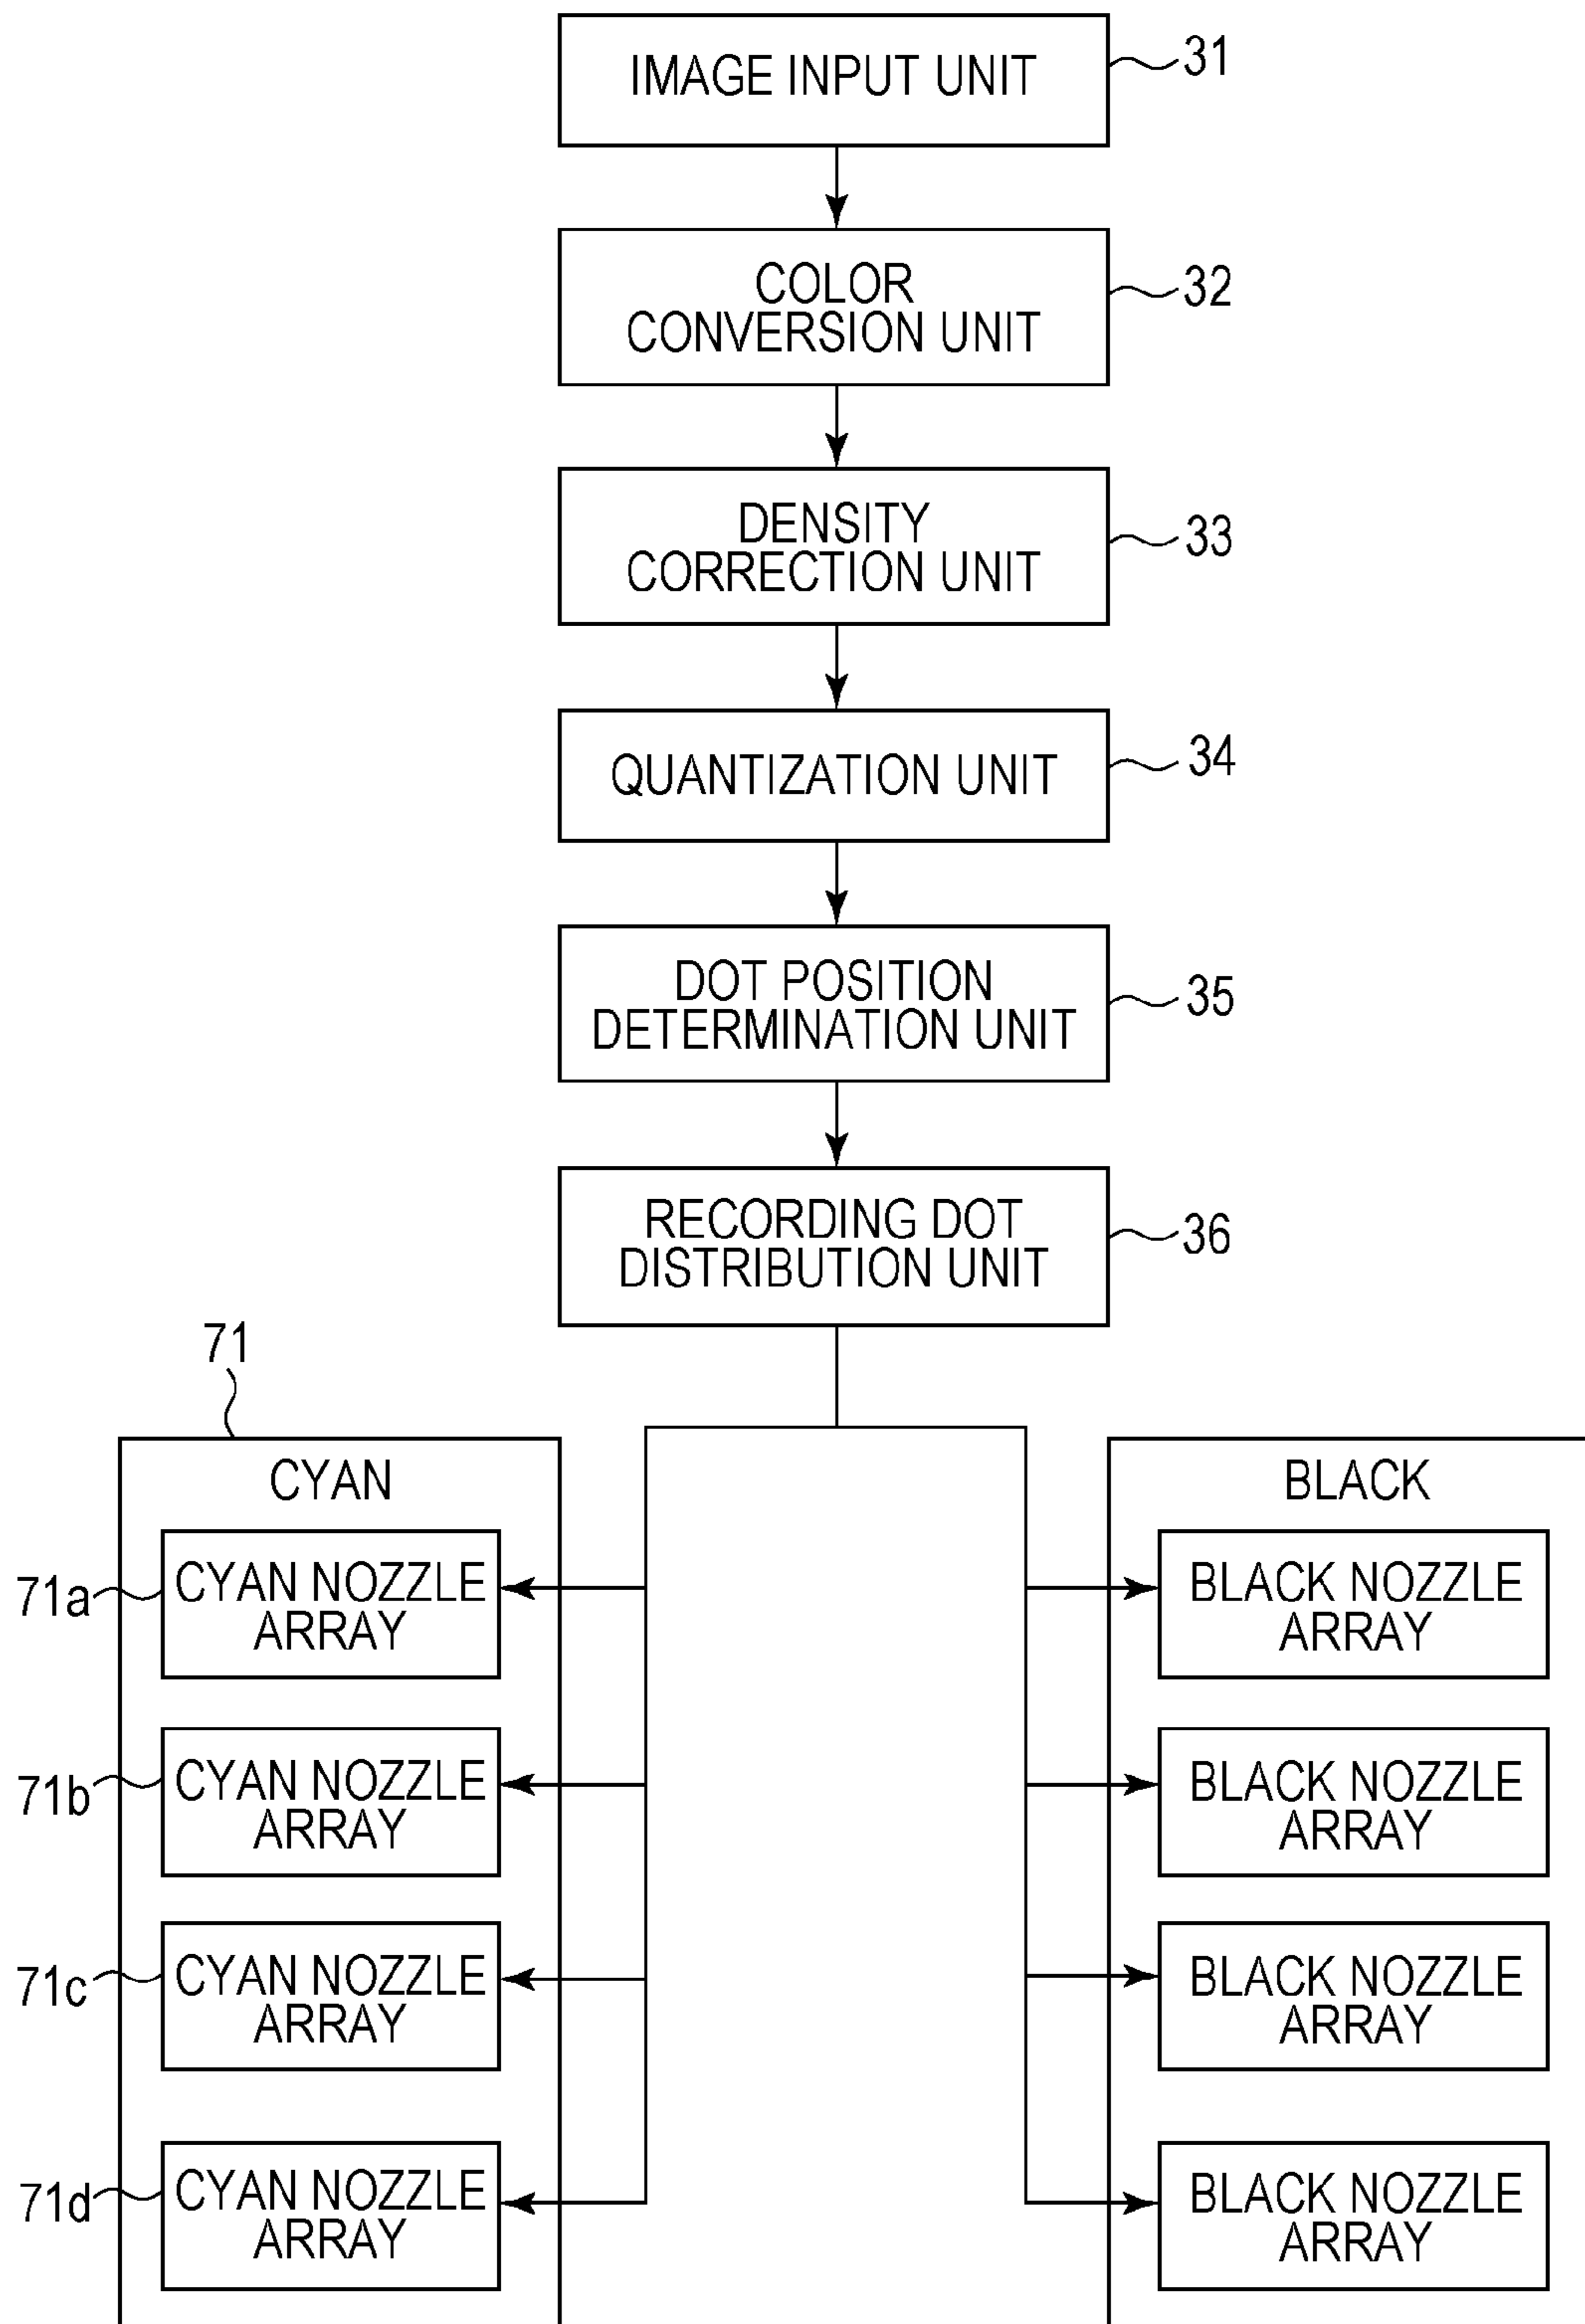 IMAGE INPUT UNIT
31
COLOR
CONVERSION UNIT
32
DENSITY
CORRECTION UNIT
33
QUANTIZATION UNIT
34
DOT POSITION
DETERMINATION UNIT
35
RECORDING DOT
DISTRIBUTION UNIT
36
71
CYAN
71a
CYAN NOZZLE
ARRAY
71b
CYAN NOZZLE
ARRAY
71c
CYAN NOZZLE
ARRAY
71d
CYAN NOZZLE
ARRAY
BLACK
BLACK NOZZLE
ARRAY
BLACK NOZZLE
ARRAY
BLACK NOZZLE
ARRAY
BLACK NOZZLE
ARRAY